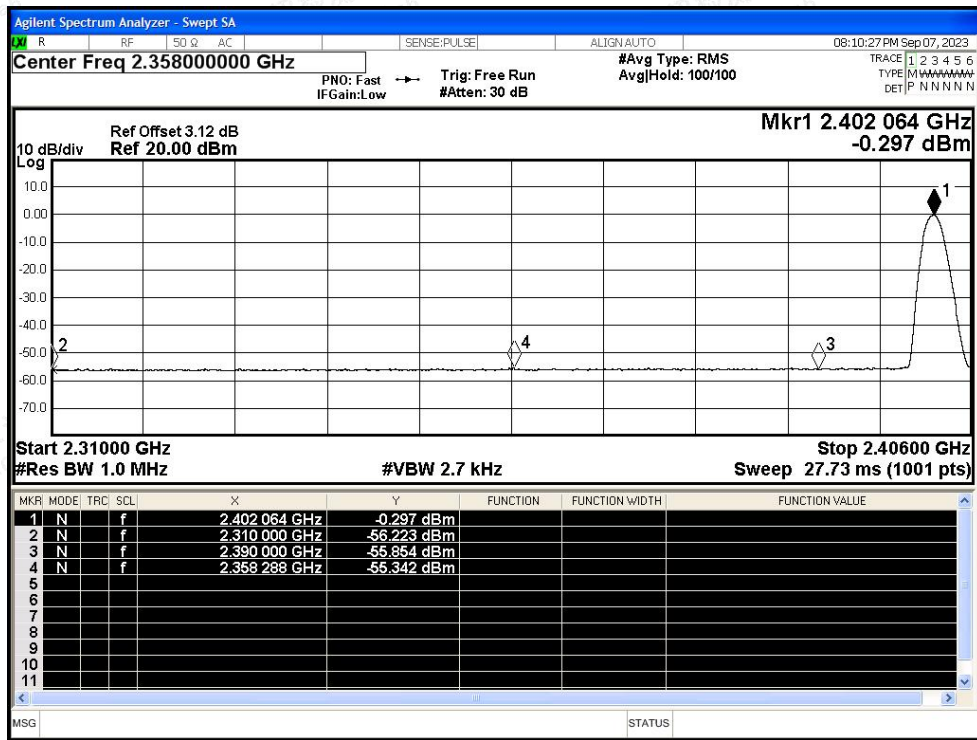 Agilent Spectrum Analyzer - Swept SA
LXI R RF 50 Ω AC SENSE:PULSE ALIGN AUTO 08:10:27 PM Sep 07, 2023
Center Freq 2.358000000 GHz
PNO: Fast
IFGain:Low
Trig: Free Run
#Atten: 30 dB
#Avg Type: RMS
Avg|Hold: 100/100
TRACE 1 2 3 4 5 6
TYPE M WWWWW
DET P N N N N N
Mkr1 2.402 064 GHz
-0.297 dBm
Ref Offset 3.12 dB
10 dB/div Ref 20.00 dBm
Log
10.0
0.00
-10.0
-20.0
-30.0
-40.0
-50.0
-60.0
-70.0
1
2
4
3
Start 2.31000 GHz Stop 2.40600 GHz
#Res BW 1.0 MHz #VBW 2.7 kHz Sweep 27.73 ms (1001 pts)
MKR MODE TRC SCL X Y FUNCTION FUNCTION WIDTH FUNCTION VALUE
1 N f 2.402 064 GHz -0.297 dBm
2 N f 2.310 000 GHz -56.223 dBm
3 N f 2.390 000 GHz -55.854 dBm
4 N f 2.358 288 GHz -55.342 dBm
5
6
7
8
9
10
11
MSG STATUS